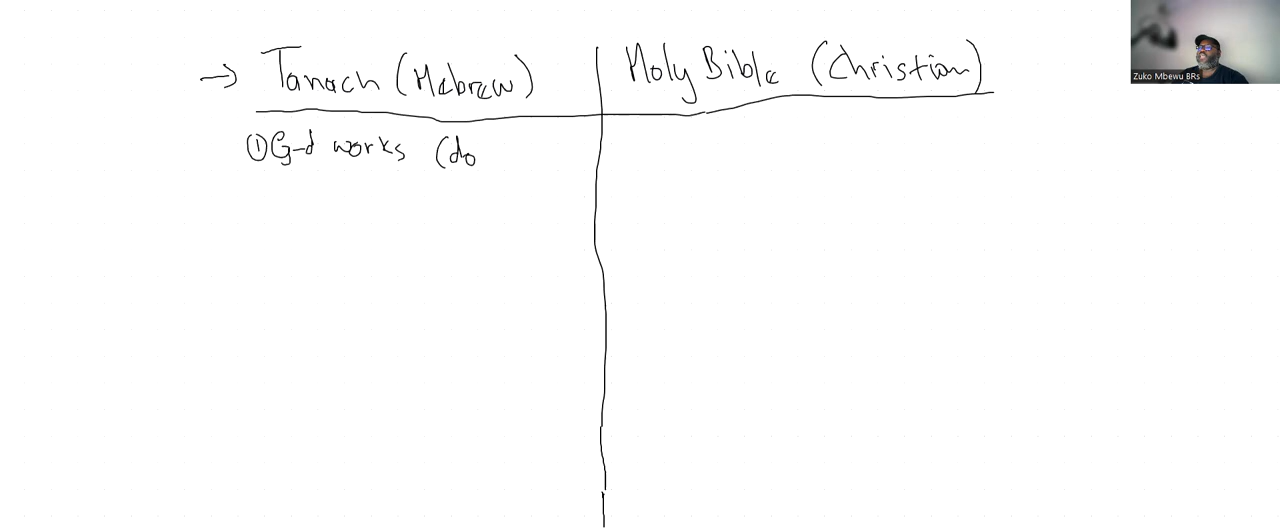 → Tanach (Hebrew) Holy Bible (Christian)
① G-d works (do
Zuko Mbewu BRs